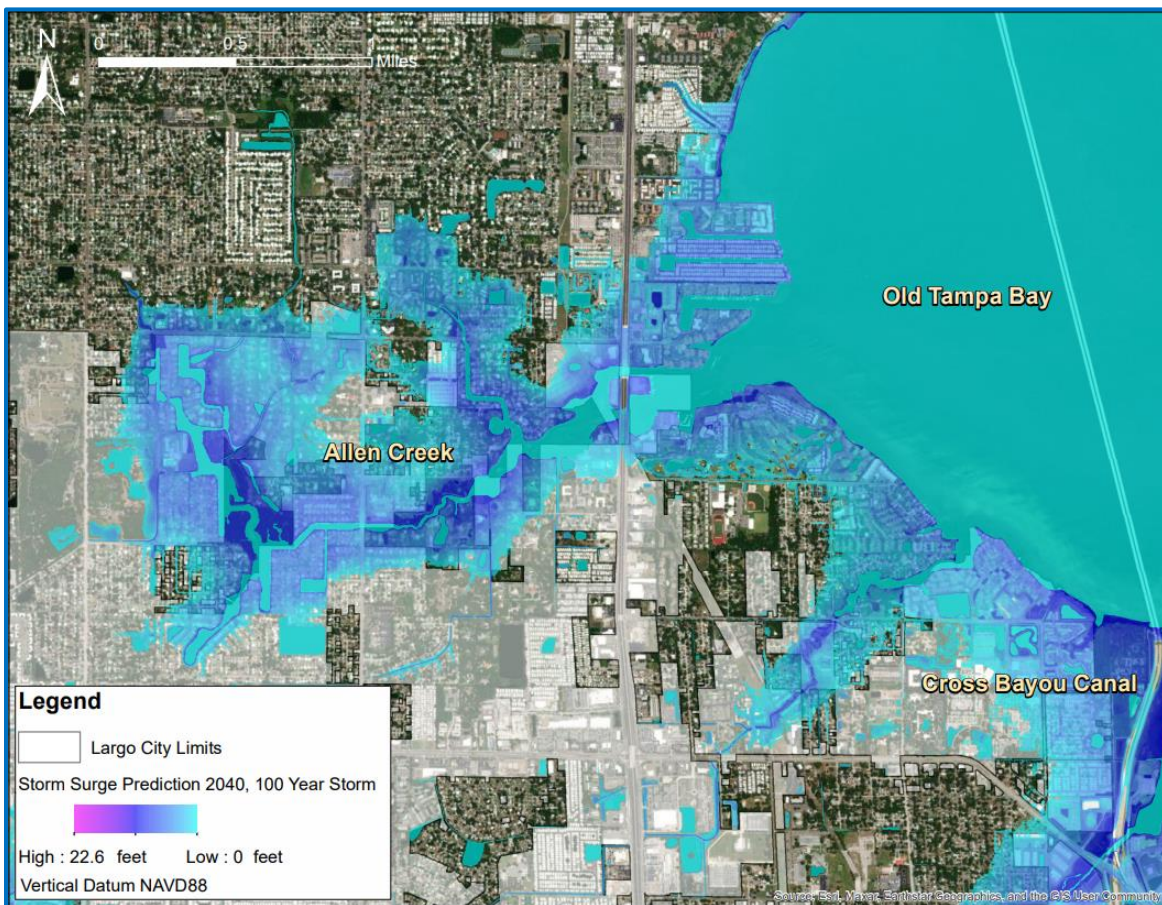 N
0 0.5
Miles
Old Tampa Bay
Allen Creek
Cross Bayou Canal
Legend
Largo City Limits
Storm Surge Prediction 2040, 100 Year Storm
High : 22.6 feet Low : 0 feet
Vertical Datum NAVD88
Source: Esri, Maxar, Earthstar Geographics, and the GIS User Community